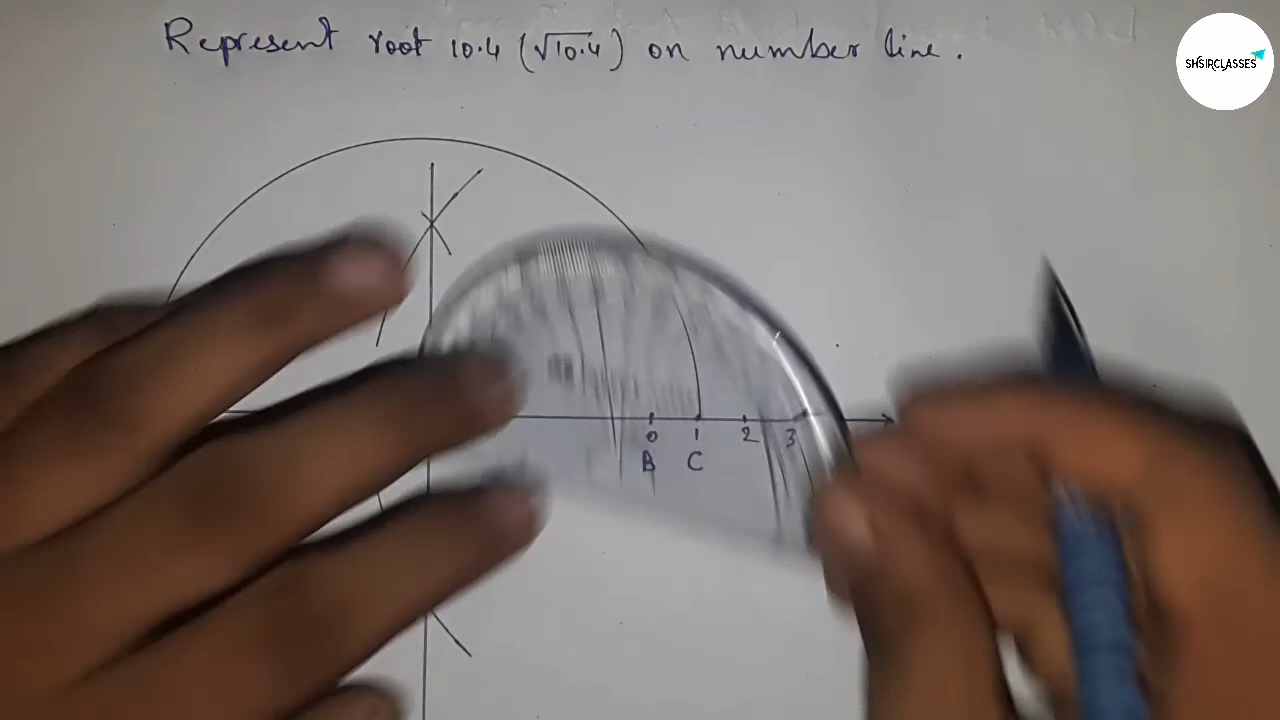 Represent root 10.4 (√10.4) on number line.
SHSIRCLASSES
0 1 2 3
B C